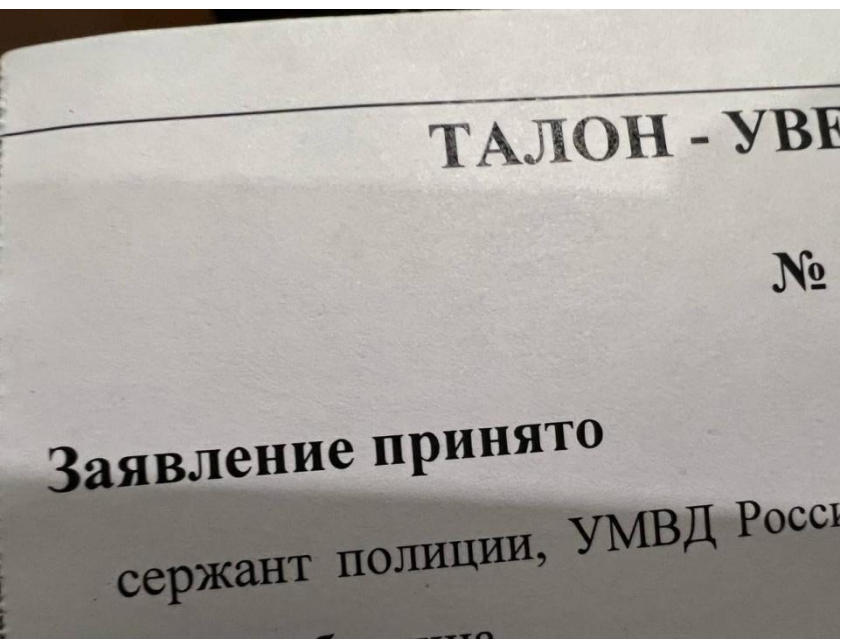 ТАЛОН - УВЕ
№
Заявление принято
сержант полиции, УМВД Росси